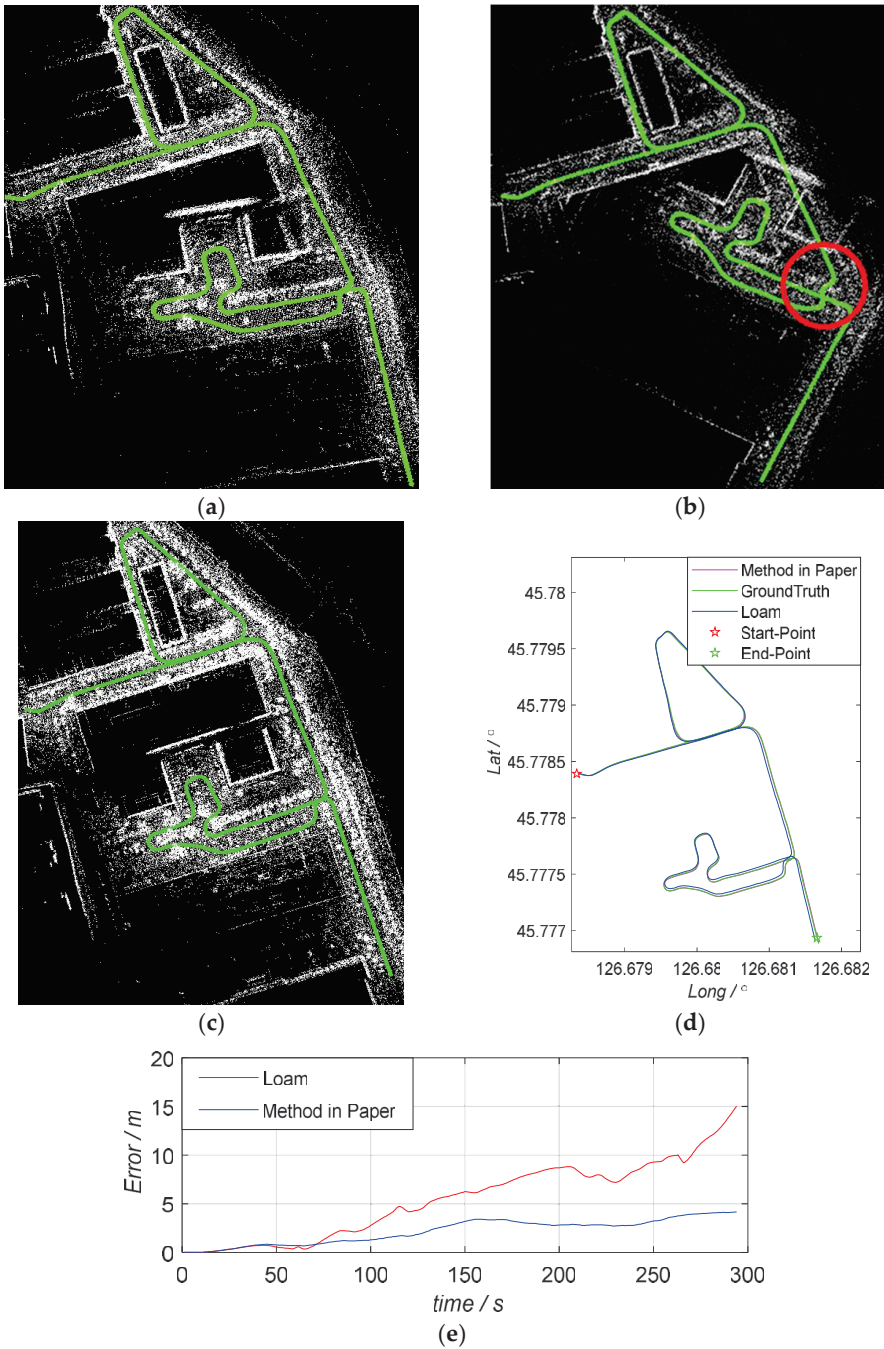 (a)
(b)
(c)
Method in Paper
GroundTruth
Loam
Start-Point
End-Point
45.78
45.7795
45.779
45.7785
45.778
45.7775
45.777
Lat / °
126.679
126.68
126.681
126.682
Long / °
(d)
Loam
Method in Paper
20
15
10
5
0
Error / m
0
50
100
150
200
250
300
time / s
(e)